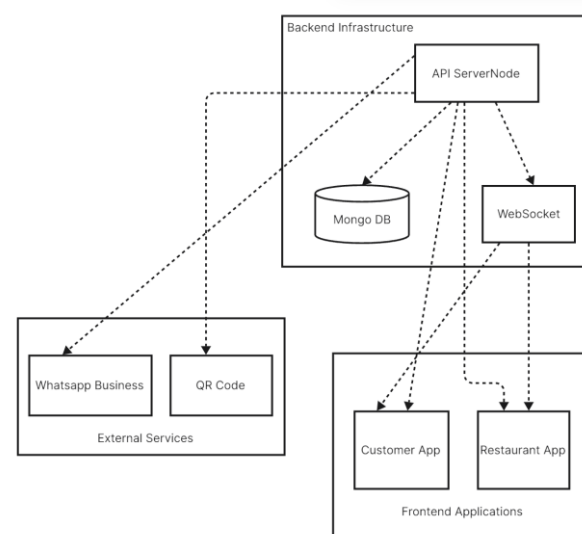 Backend Infrastructure
API ServerNode
Mongo DB
WebSocket
Whatsapp Business
QR Code
External Services
Customer App
Restaurant App
Frontend Applications